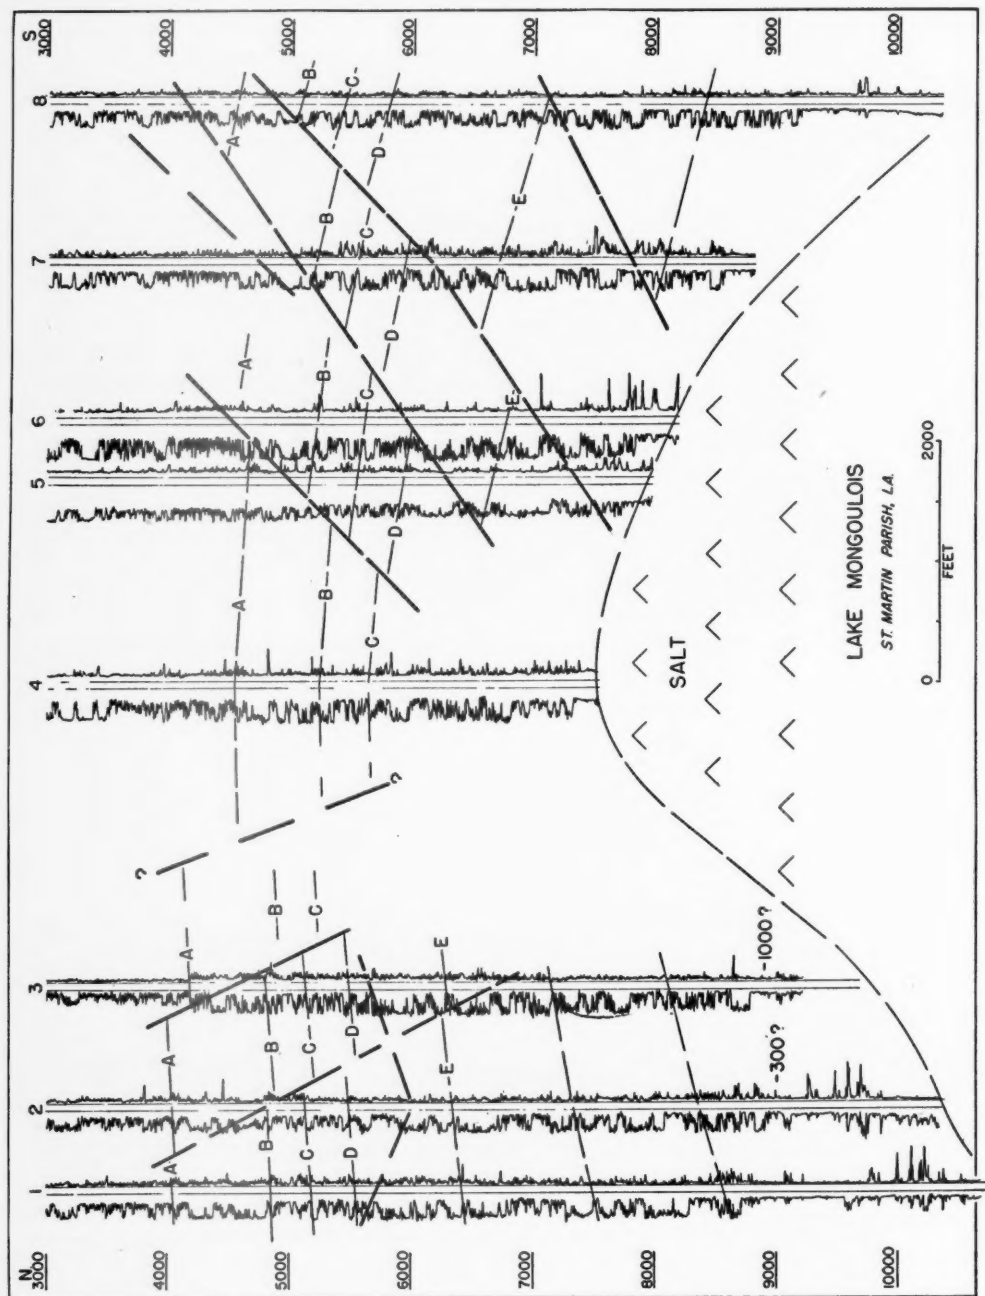 N 1 2 3 4 5 6 7 8 S
3000 3000
?
4000 4000
A A A A A A
B B B B B B B
5000 5000
C C C C C C C
D D D D D
?
6000 6000
E E E E
7000 7000
8000 8000
SALT
-300? -1000?
9000 9000
LAKE MONGOULOIS
ST. MARTIN PARISH, LA.
10000 10000
0 2000
FEET